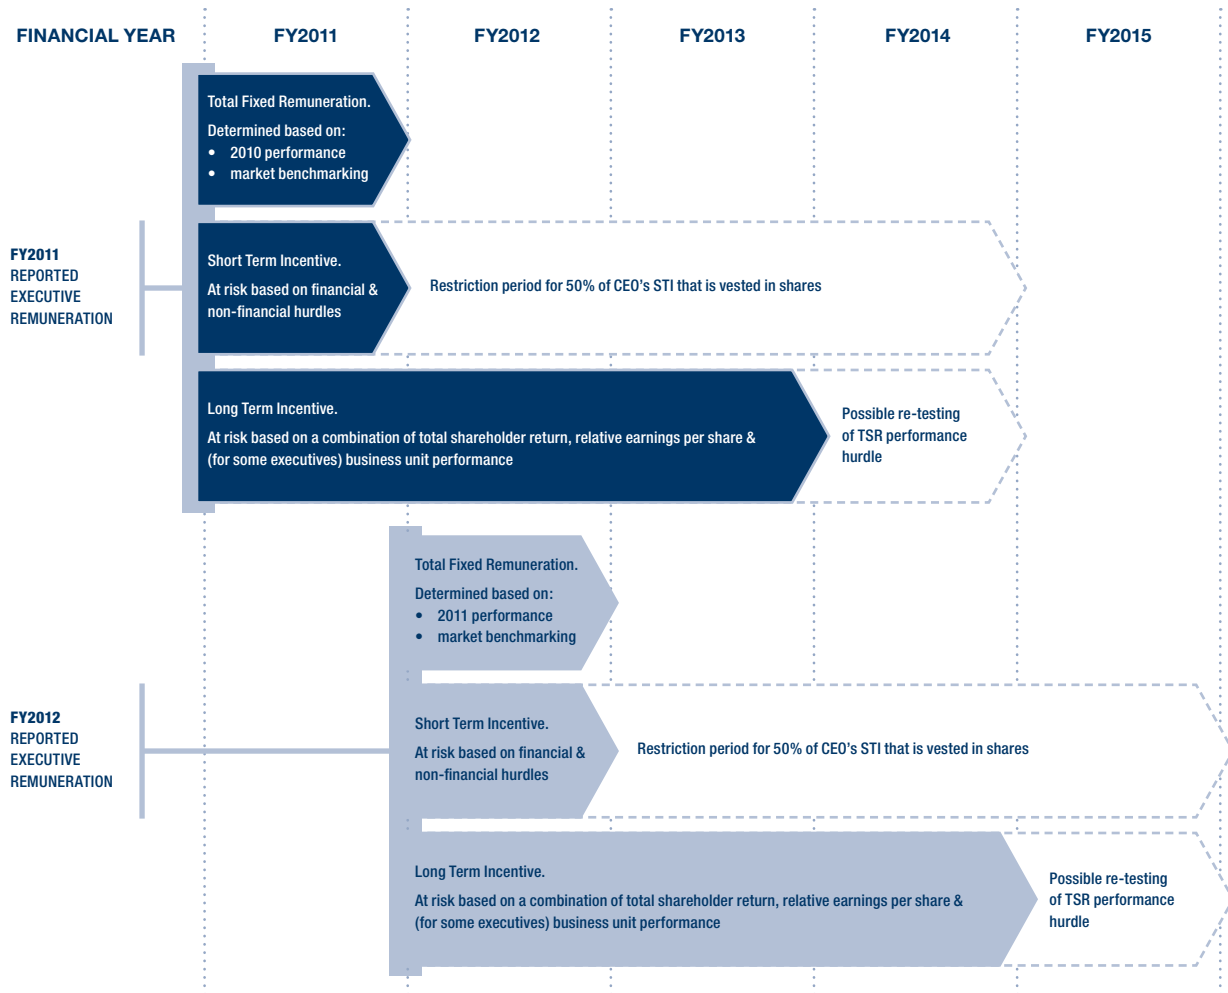 FINANCIAL YEAR FY2011 FY2012 FY2013 FY2014 FY2015
Total Fixed Remuneration.
Determined based on:
• 2010 performance
• market benchmarking
FY2011
REPORTED
EXECUTIVE
REMUNERATION
Short Term Incentive.
At risk based on financial &
non-financial hurdles
Restriction period for 50% of CEO's STI that is vested in shares
Long Term Incentive.
At risk based on a combination of total shareholder return, relative earnings per share &
(for some executives) business unit performance
Possible re-testing
of TSR performance
hurdle
Total Fixed Remuneration.
Determined based on:
• 2011 performance
• market benchmarking
FY2012
REPORTED
EXECUTIVE
REMUNERATION
Short Term Incentive.
At risk based on financial &
non-financial hurdles
Restriction period for 50% of CEO's STI that is vested in shares
Long Term Incentive.
At risk based on a combination of total shareholder return, relative earnings per share &
(for some executives) business unit performance
Possible re-testing
of TSR performance
hurdle